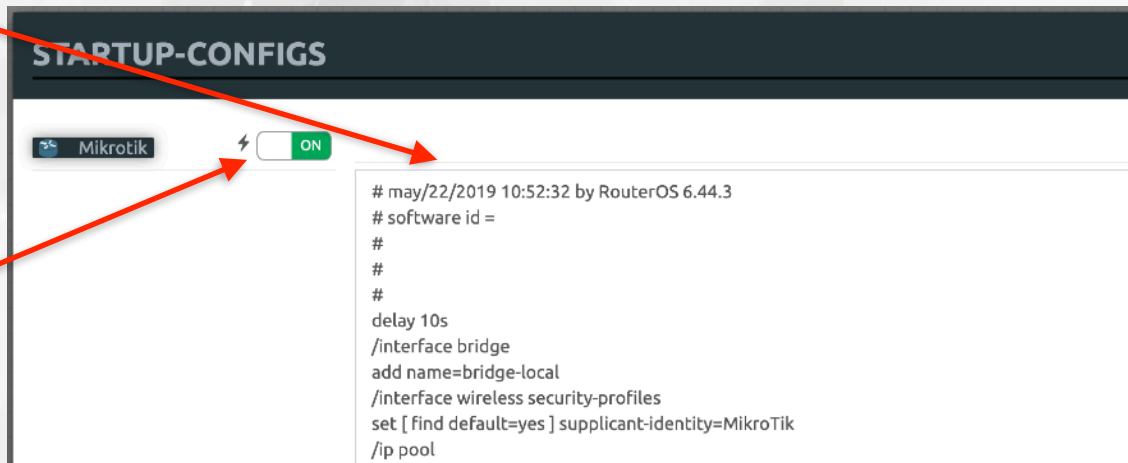 STARTUP-CONFIGS
Mikrotik
ON
# may/22/2019 10:52:32 by RouterOS 6.44.3
# software id =
#
#
#
delay 10s
/interface bridge
add name=bridge-local
/interface wireless security-profiles
set [ find default=yes ] supplicant-identity=MikroTik
/ip pool